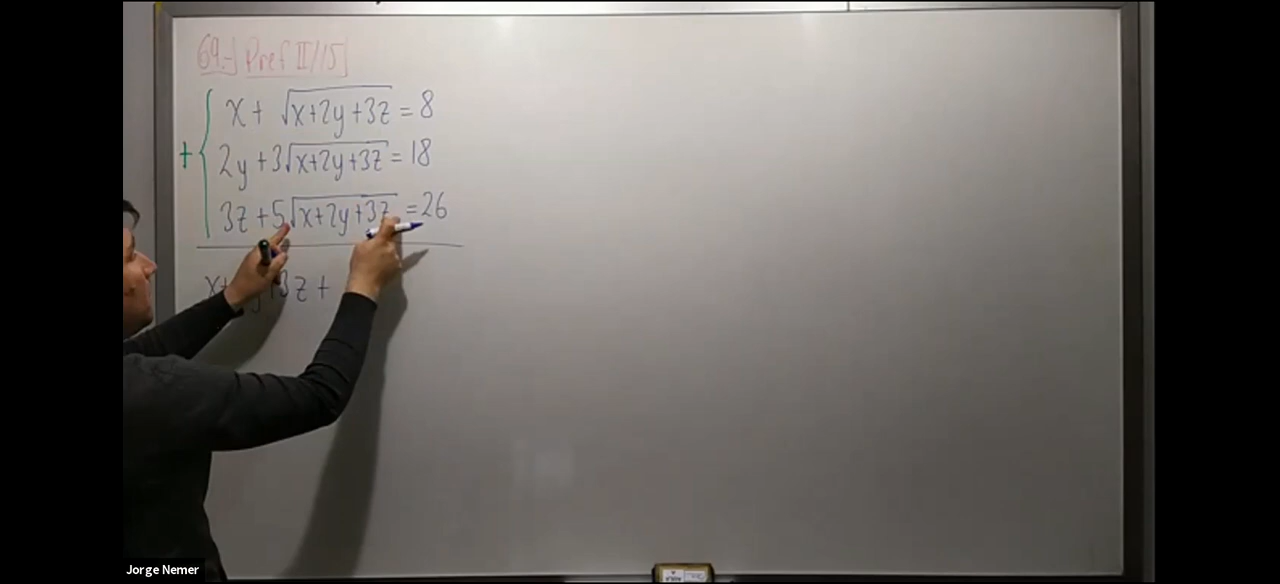 69.-] Pref II/15]
x + √x+2y+3z = 8
+ 2y + 3√x+2y+3z = 18
3z + 5√x+2y+3z = 26
3z +
Jorge Nemer